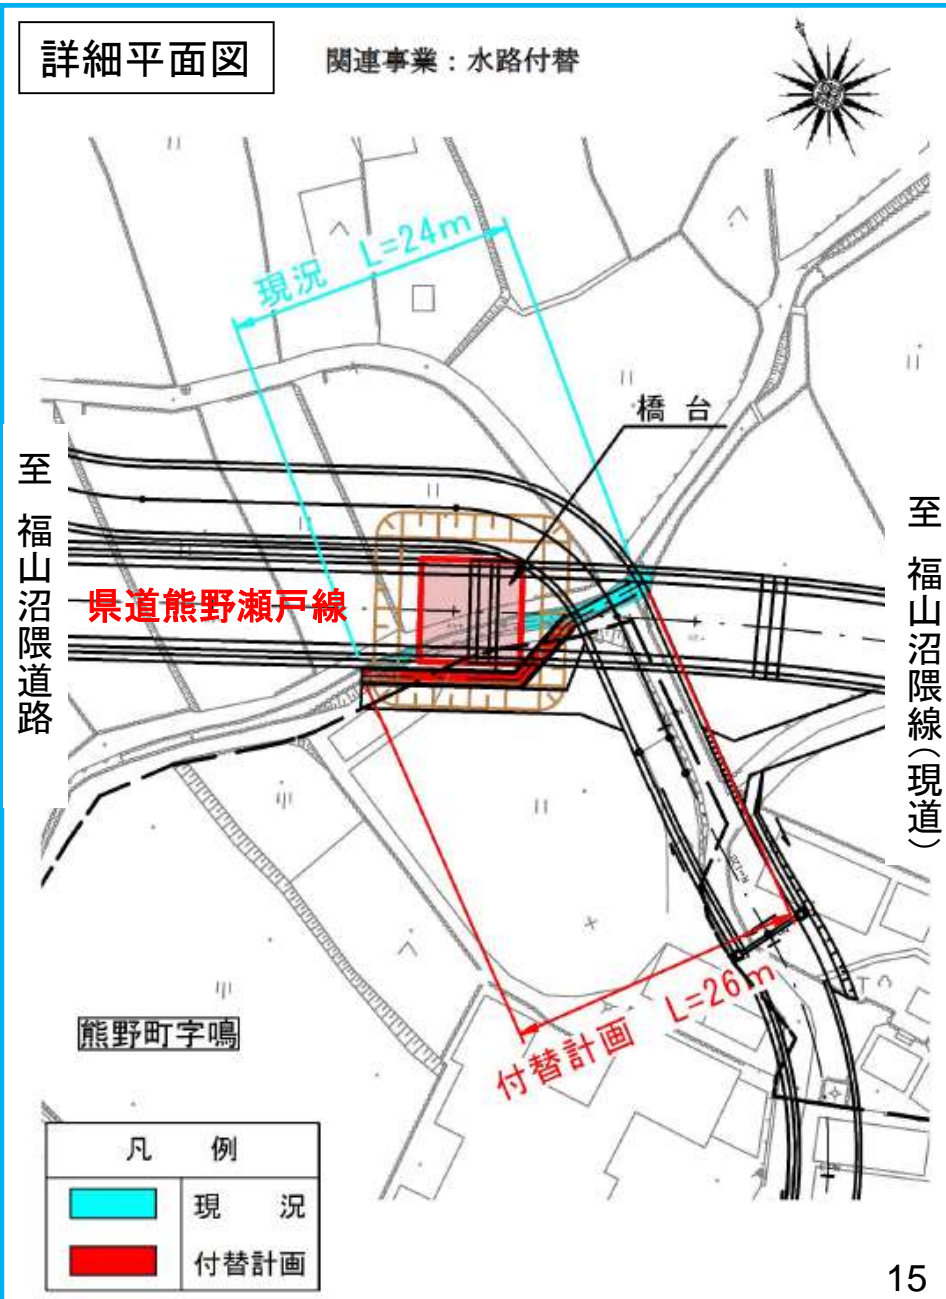 詳細平面図
関連事業：水路付替
現況 L=24m
橋台
至 福山沼隈道路
県道熊野瀬戸線
至 福山沼隈線（現道）
付替計画 L=26m
熊野町字鳴
凡 例
現 況
付替計画
15